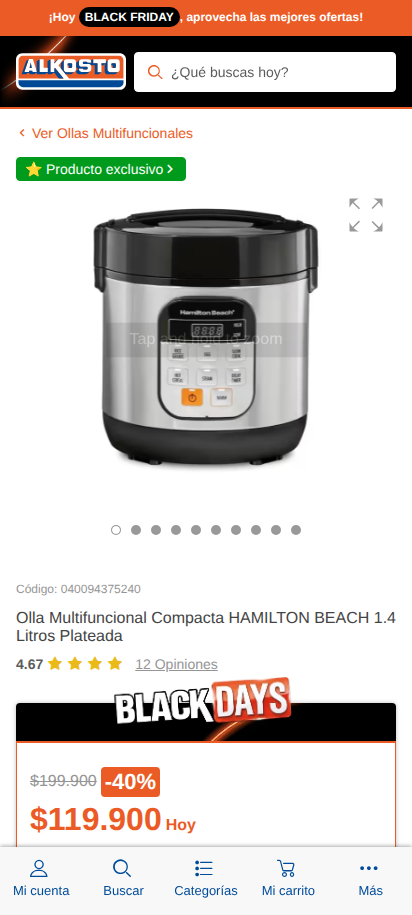 ¡Hoy BLACK FRIDAY, aprovecha las mejores ofertas!
ALKOSTO
¿Qué buscas hoy?
Ver Ollas Multifuncionales
Producto exclusivo
Hamilton Beach
Tap and hold to zoom
Código: 040094375240
Olla Multifuncional Compacta HAMILTON BEACH 1.4
Litros Plateada
4.67 12 Opiniones
BLACK DAYS
$199.900 -40%
$119.900 Hoy
Mi cuenta Buscar Categorías Mi carrito Más